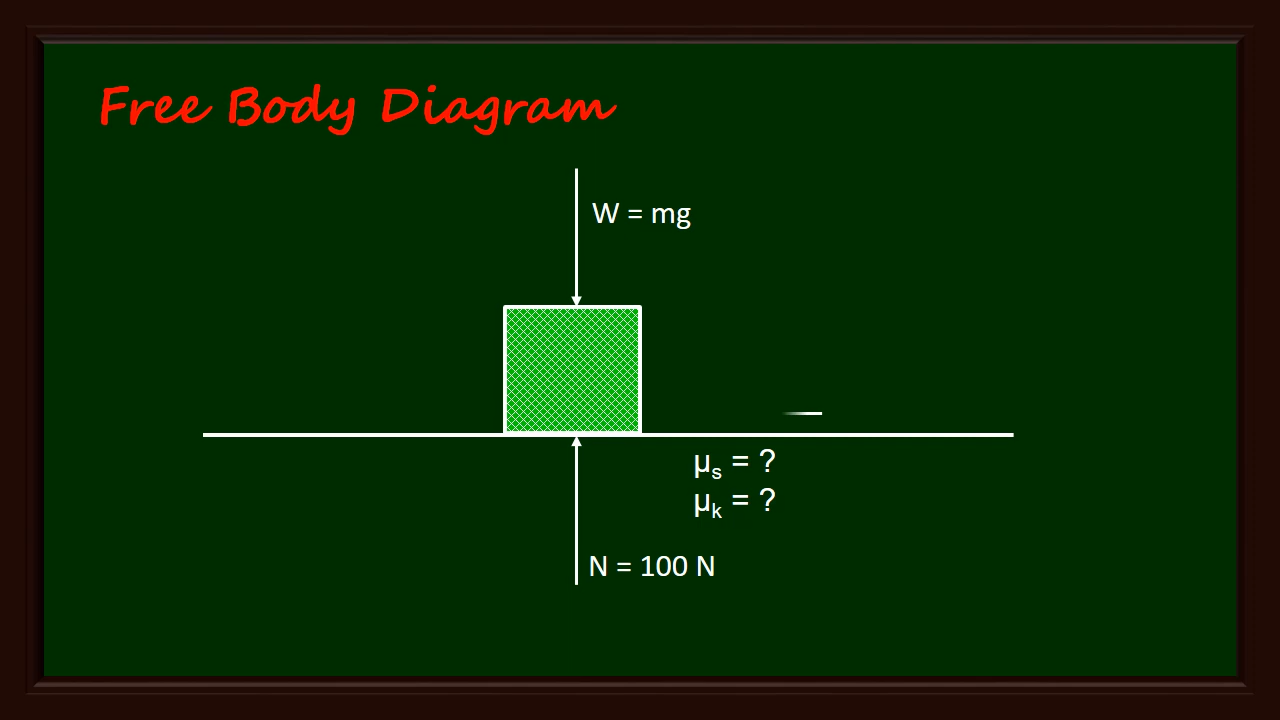 Free Body Diagram
W = mg
μs = ?
μk = ?
N = 100 N